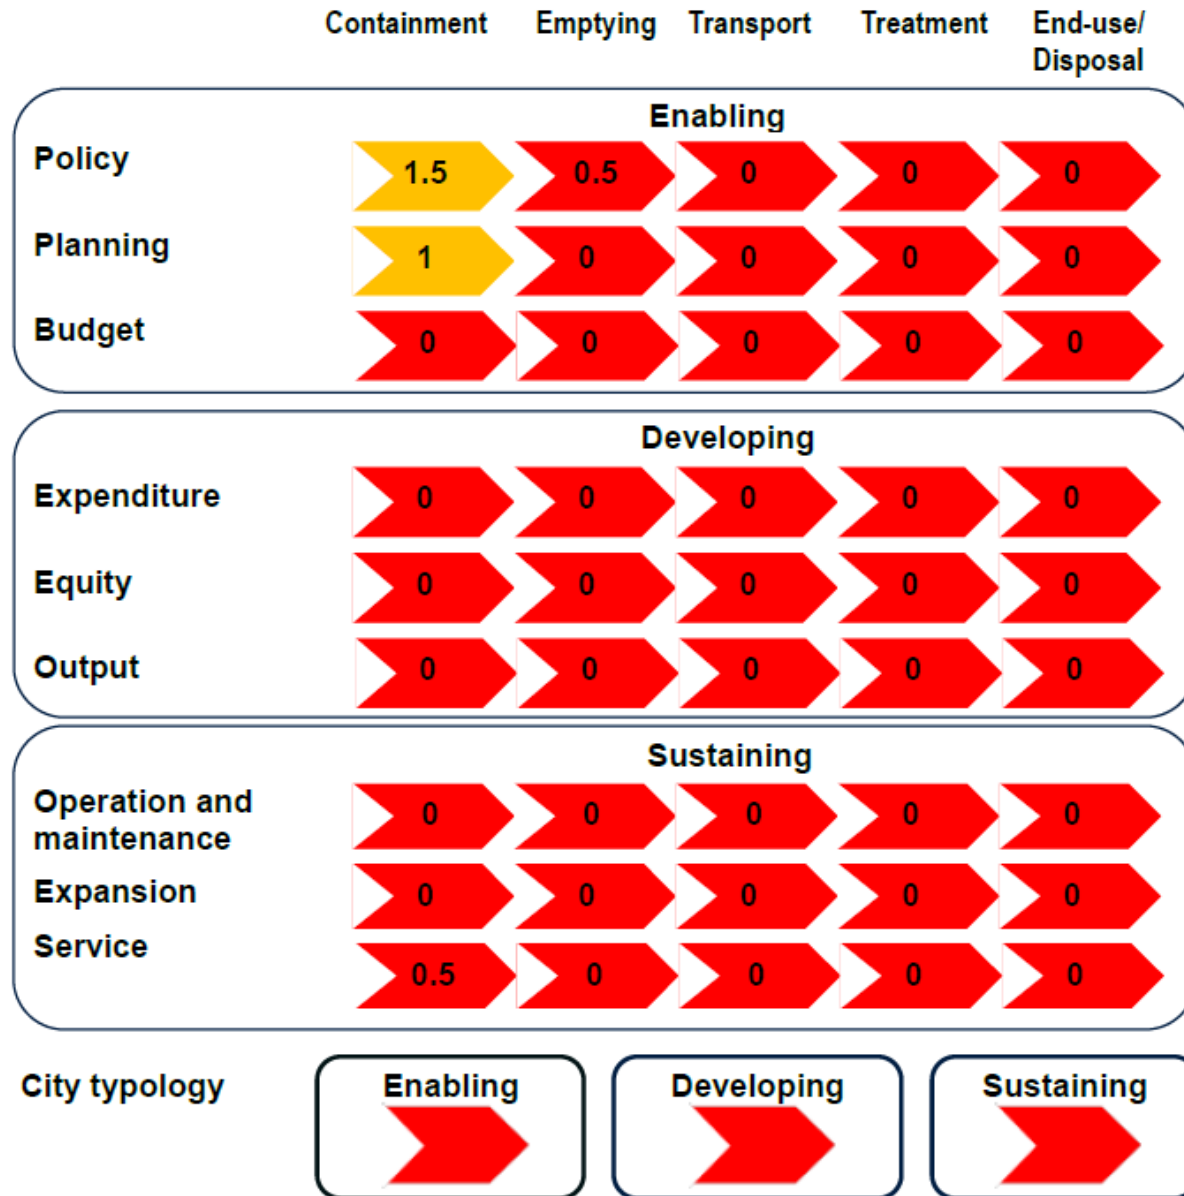 Containment Emptying Transport Treatment End-use/
Disposal
Enabling
Policy 1.5 0.5 0 0 0
Planning 1 0 0 0 0
Budget 0 0 0 0 0
Developing
Expenditure 0 0 0 0 0
Equity 0 0 0 0 0
Output 0 0 0 0 0
Sustaining
Operation and
maintenance 0 0 0 0 0
Expansion 0 0 0 0 0
Service 0.5 0 0 0 0
City typology Enabling Developing Sustaining